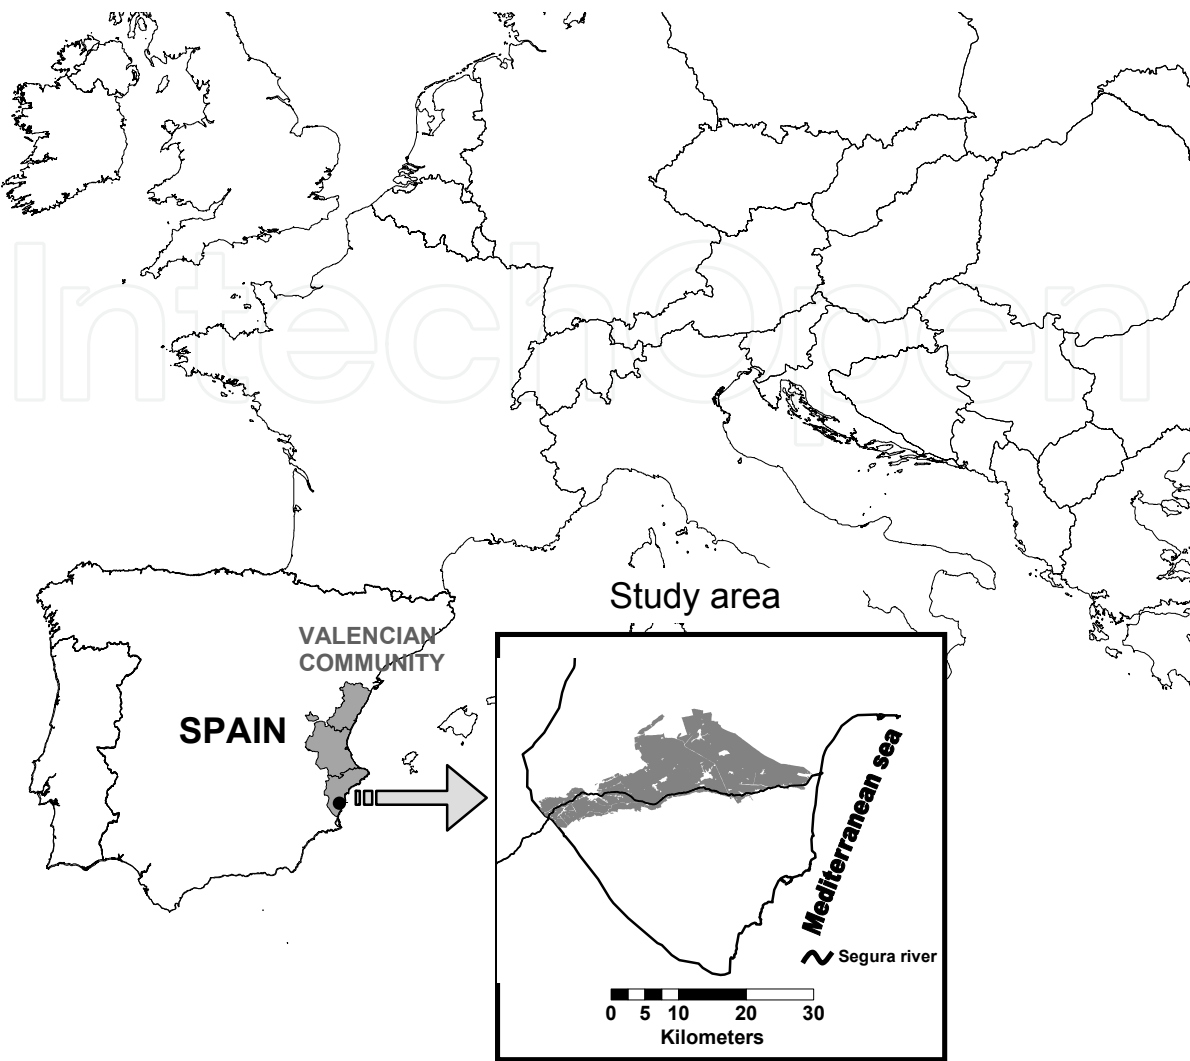 IntechOpen
Study area
VALENCIAN
COMMUNITY
SPAIN
Mediterranean sea
Segura river
0 5 10 20 30
Kilometers